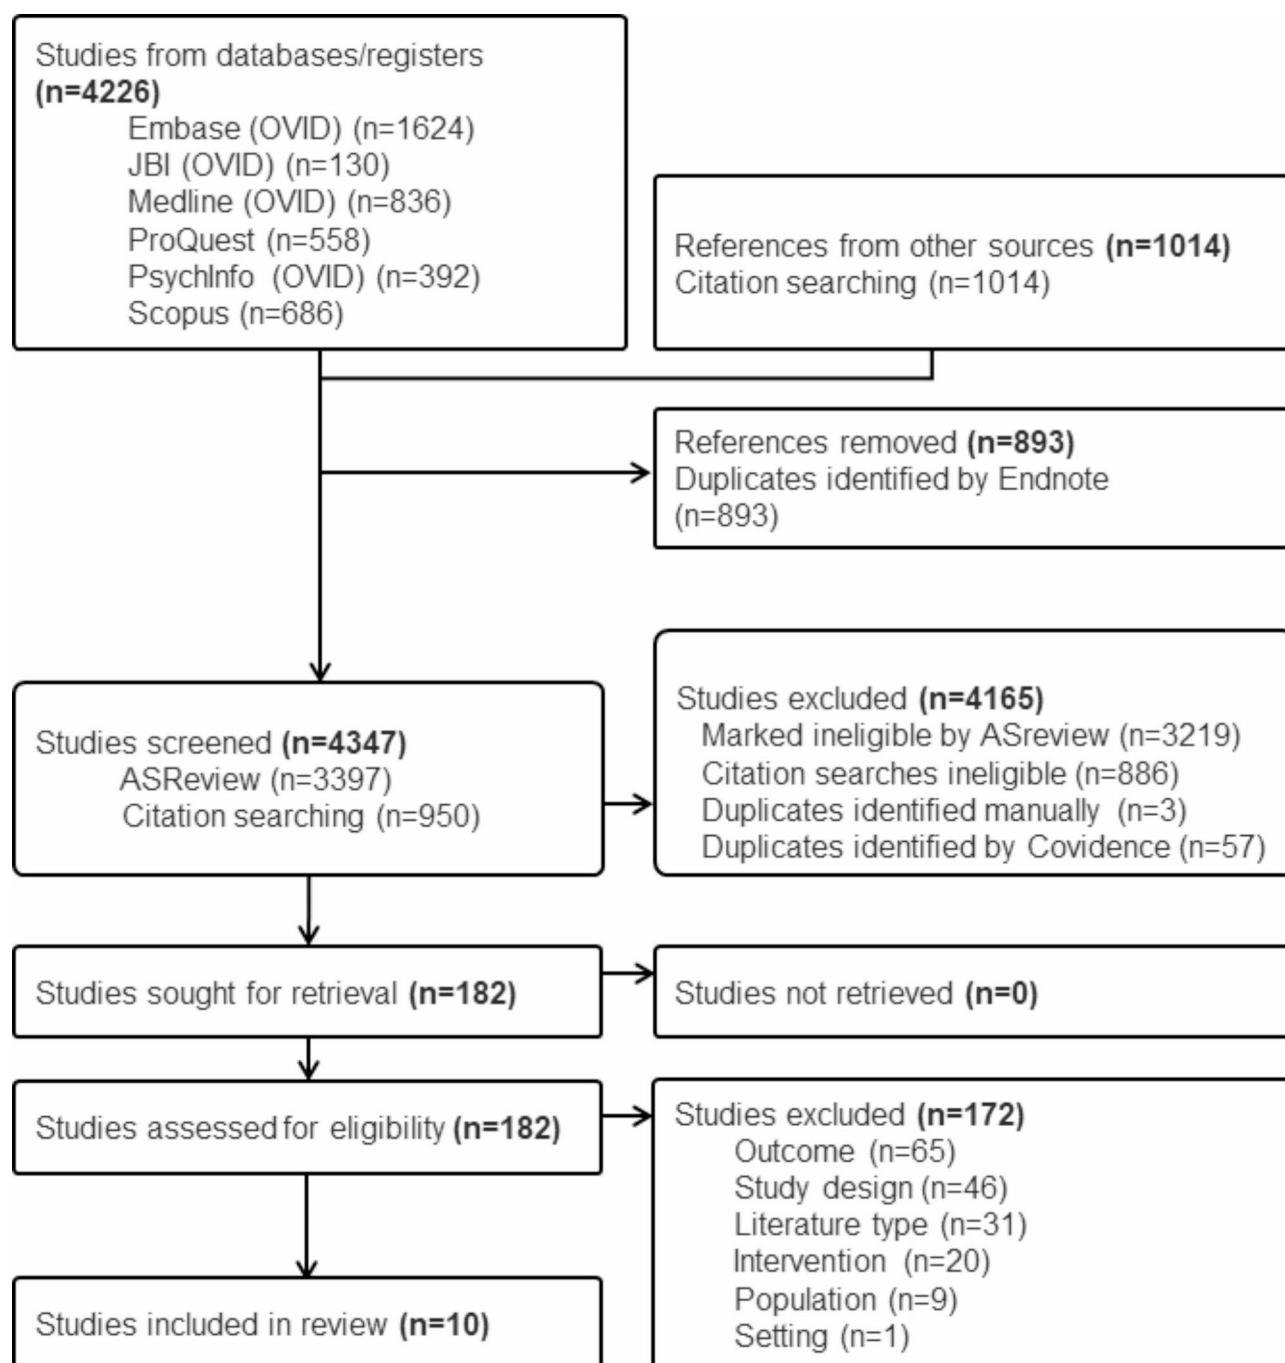 Studies from databases/registers
(n=4226)
Embase (OVID) (n=1624)
JBI (OVID) (n=130)
Medline (OVID) (n=836)
ProQuest (n=558)
PsychInfo (OVID) (n=392)
Scopus (n=686)
References from other sources (n=1014)
Citation searching (n=1014)
References removed (n=893)
Duplicates identified by Endnote
(n=893)
Studies screened (n=4347)
ASReview (n=3397)
Citation searching (n=950)
Studies excluded (n=4165)
Marked ineligible by ASreview (n=3219)
Citation searches ineligible (n=886)
Duplicates identified manually (n=3)
Duplicates identified by Covidence (n=57)
Studies sought for retrieval (n=182)
Studies not retrieved (n=0)
Studies assessed for eligibility (n=182)
Studies excluded (n=172)
Outcome (n=65)
Study design (n=46)
Literature type (n=31)
Intervention (n=20)
Population (n=9)
Setting (n=1)
Studies included in review (n=10)